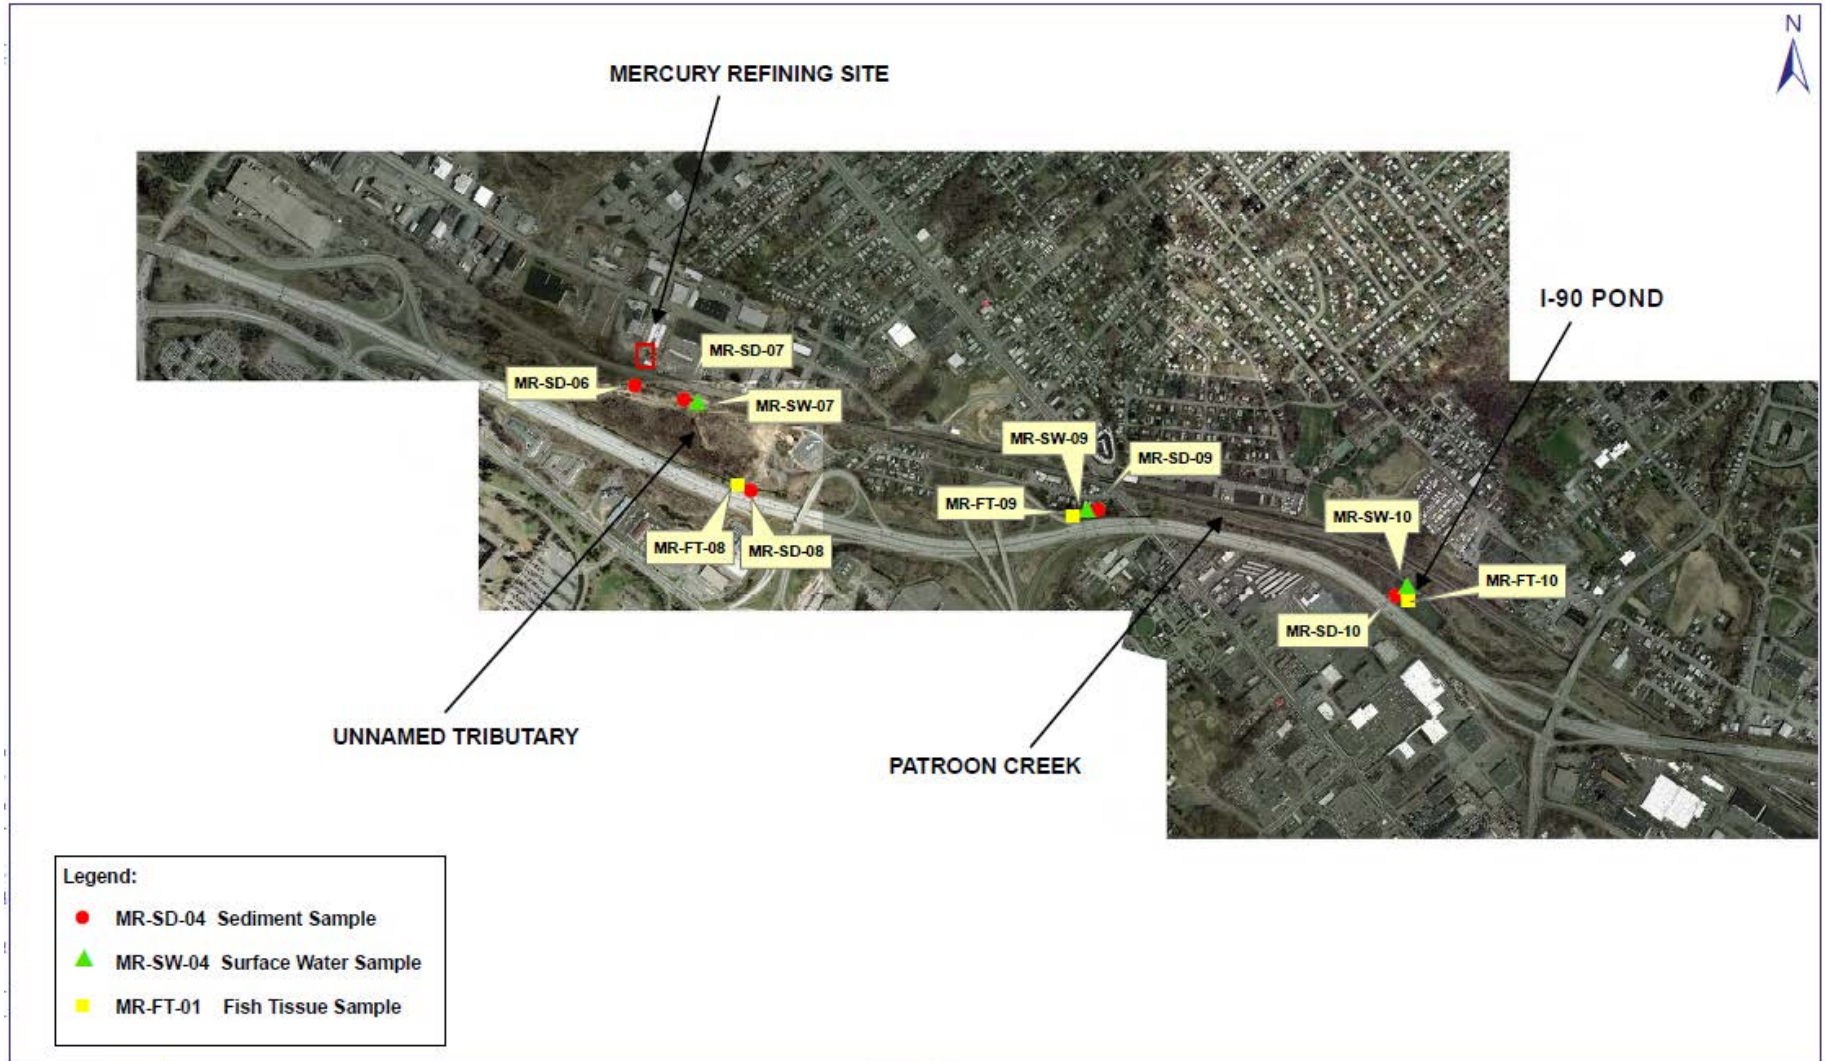 N
MERCURY REFINING SITE
I-90 POND
MR-SD-07
MR-SD-06
MR-SW-07
MR-SW-09
MR-SD-09
MR-FT-09
MR-SW-10
MR-FT-08
MR-SD-08
MR-FT-10
MR-SD-10
UNNAMED TRIBUTARY
PATROON CREEK
Legend:
MR-SD-04 Sediment Sample
MR-SW-04 Surface Water Sample
MR-FT-01 Fish Tissue Sample